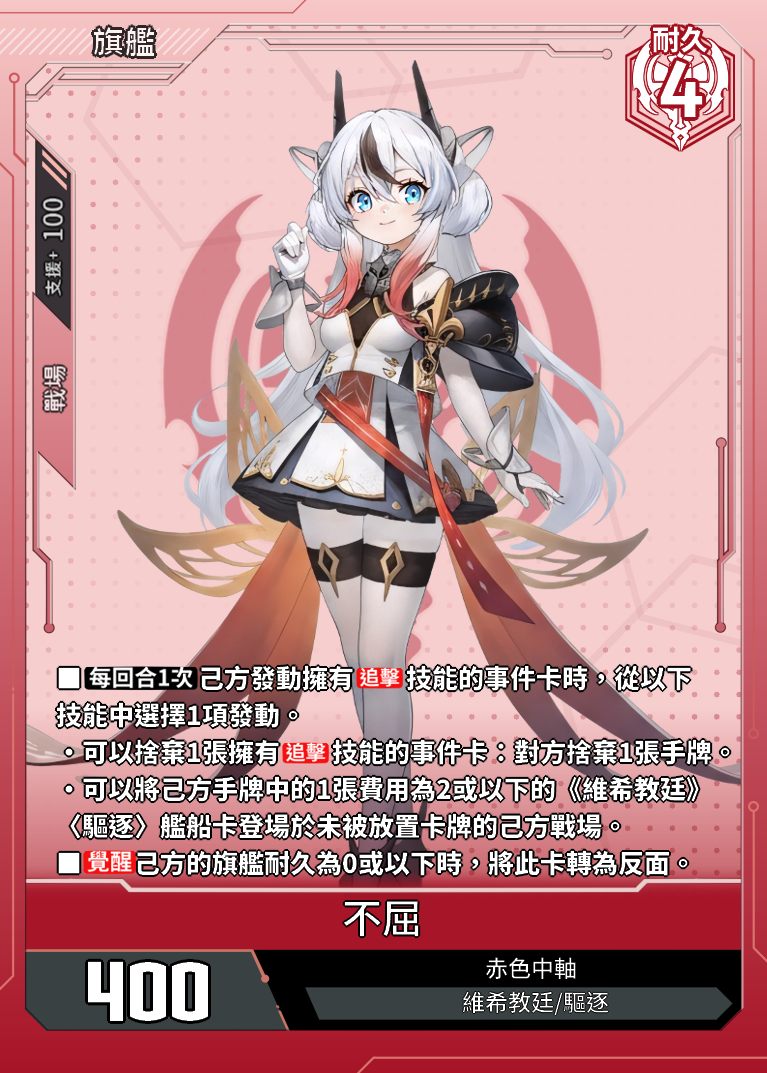 旗艦
耐久
4
支援+ 100
戰場
■ 每回合1次 己方發動擁有 追擊 技能的事件卡時，從以下
技能中選擇1項發動。
・可以捨棄1張擁有 追擊 技能的事件卡：對方捨棄1張手牌。
・可以將己方手牌中的1張費用為2或以下的《維希教廷》
〈驅逐〉艦船卡登場於未被放置卡牌的己方戰場。
■ 覺醒 己方的旗艦耐久為0或以下時，將此卡轉為反面。
不屈
400
赤色中軸
維希教廷/驅逐